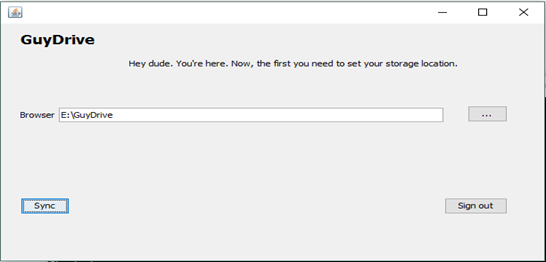 GuyDrive
Hey dude. You're here. Now, the first you need to set your storage location.
Browser E:\GuyDrive ...
Sync Sign out